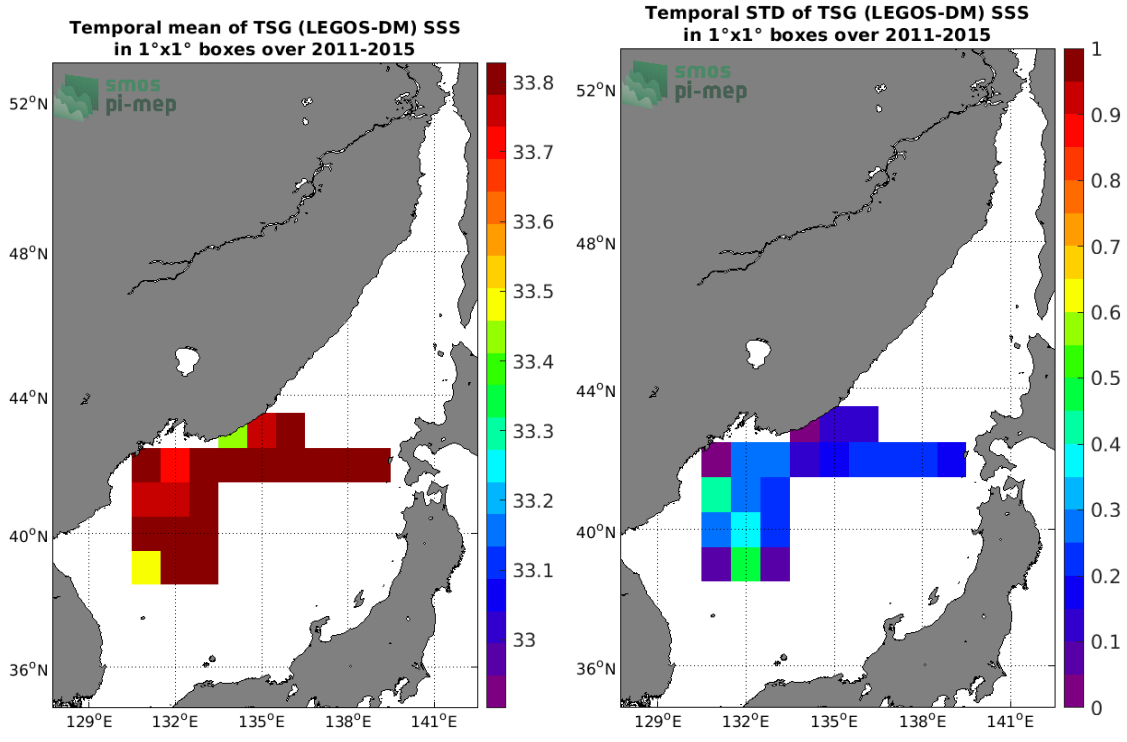 Temporal mean of TSG (LEGOS-DM) SSS
in 1°x1° boxes over 2011-2015
smos
pi-mep
52°N
48°N
44°N
40°N
36°N
129°E 132°E 135°E 138°E 141°E
33.8
33.7
33.6
33.5
33.4
33.3
33.2
33.1
33
Temporal STD of TSG (LEGOS-DM) SSS
in 1°x1° boxes over 2011-2015
smos
pi-mep
52°N
48°N
44°N
40°N
36°N
129°E 132°E 135°E 138°E 141°E
1
0.9
0.8
0.7
0.6
0.5
0.4
0.3
0.2
0.1
0